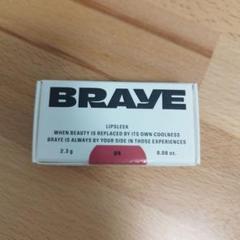 BRAYE
LIPSLEEK
WHEN BEAUTY IS REPLACED BY ITS OWN COOLNESS
BRAYE IS ALWAYS BY YOUR SIDE IN THOSE EXPERIENCES
2.3 g 04 0.08 oz.